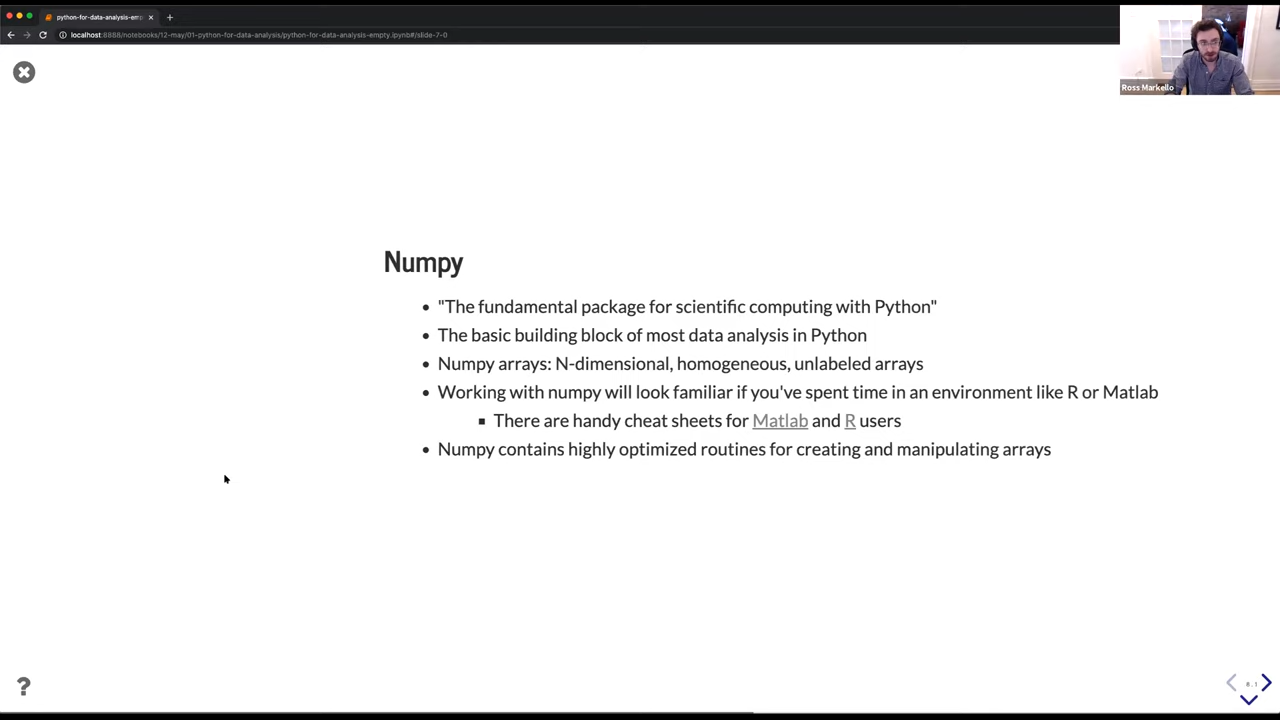 python-for-data-analysis-emp
localhost:8888/notebooks/12-may/01-python-for-data-analysis/python-for-data-analysis-empty.ipynb#/slide-7-0
Ross Markello
Numpy
• "The fundamental package for scientific computing with Python"
• The basic building block of most data analysis in Python
• Numpy arrays: N-dimensional, homogeneous, unlabeled arrays
• Working with numpy will look familiar if you've spent time in an environment like R or Matlab
▪ There are handy cheat sheets for Matlab and R users
• Numpy contains highly optimized routines for creating and manipulating arrays
?